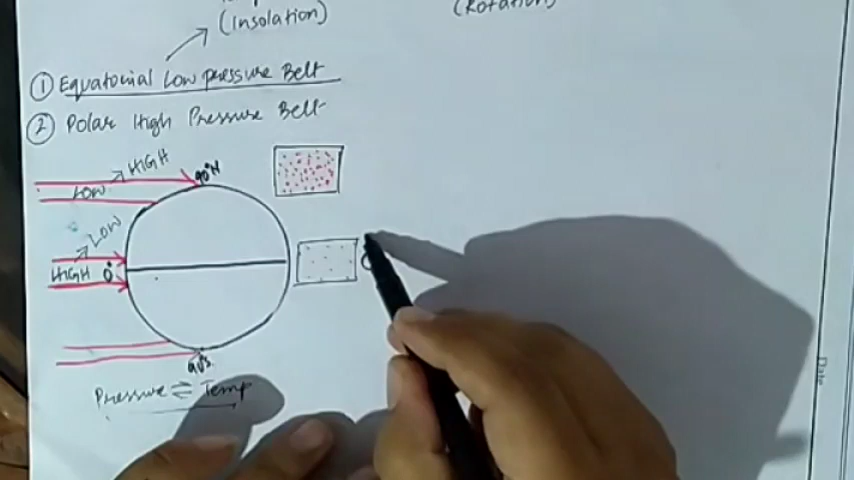 (Insolation)
(Rotation)
① Equatorial Low pressure Belt
② Polar High Pressure Belt
HIGH
LOW
90°N
LOW
HIGH
0°
90°S
Pressure ⇌ Temp
Date